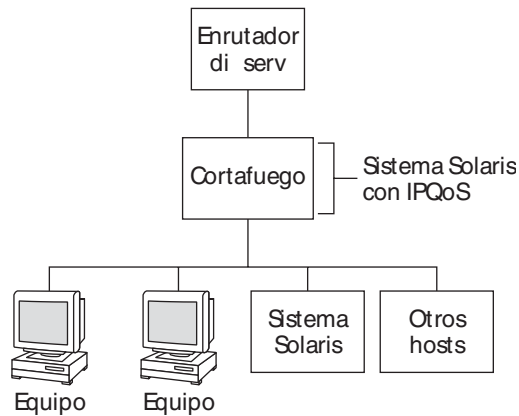 Enrutador
di serv
Cortafuego
Sistema Solaris
con IPQoS
Sistema
Solaris
Otros
hosts
Equipo
Equipo